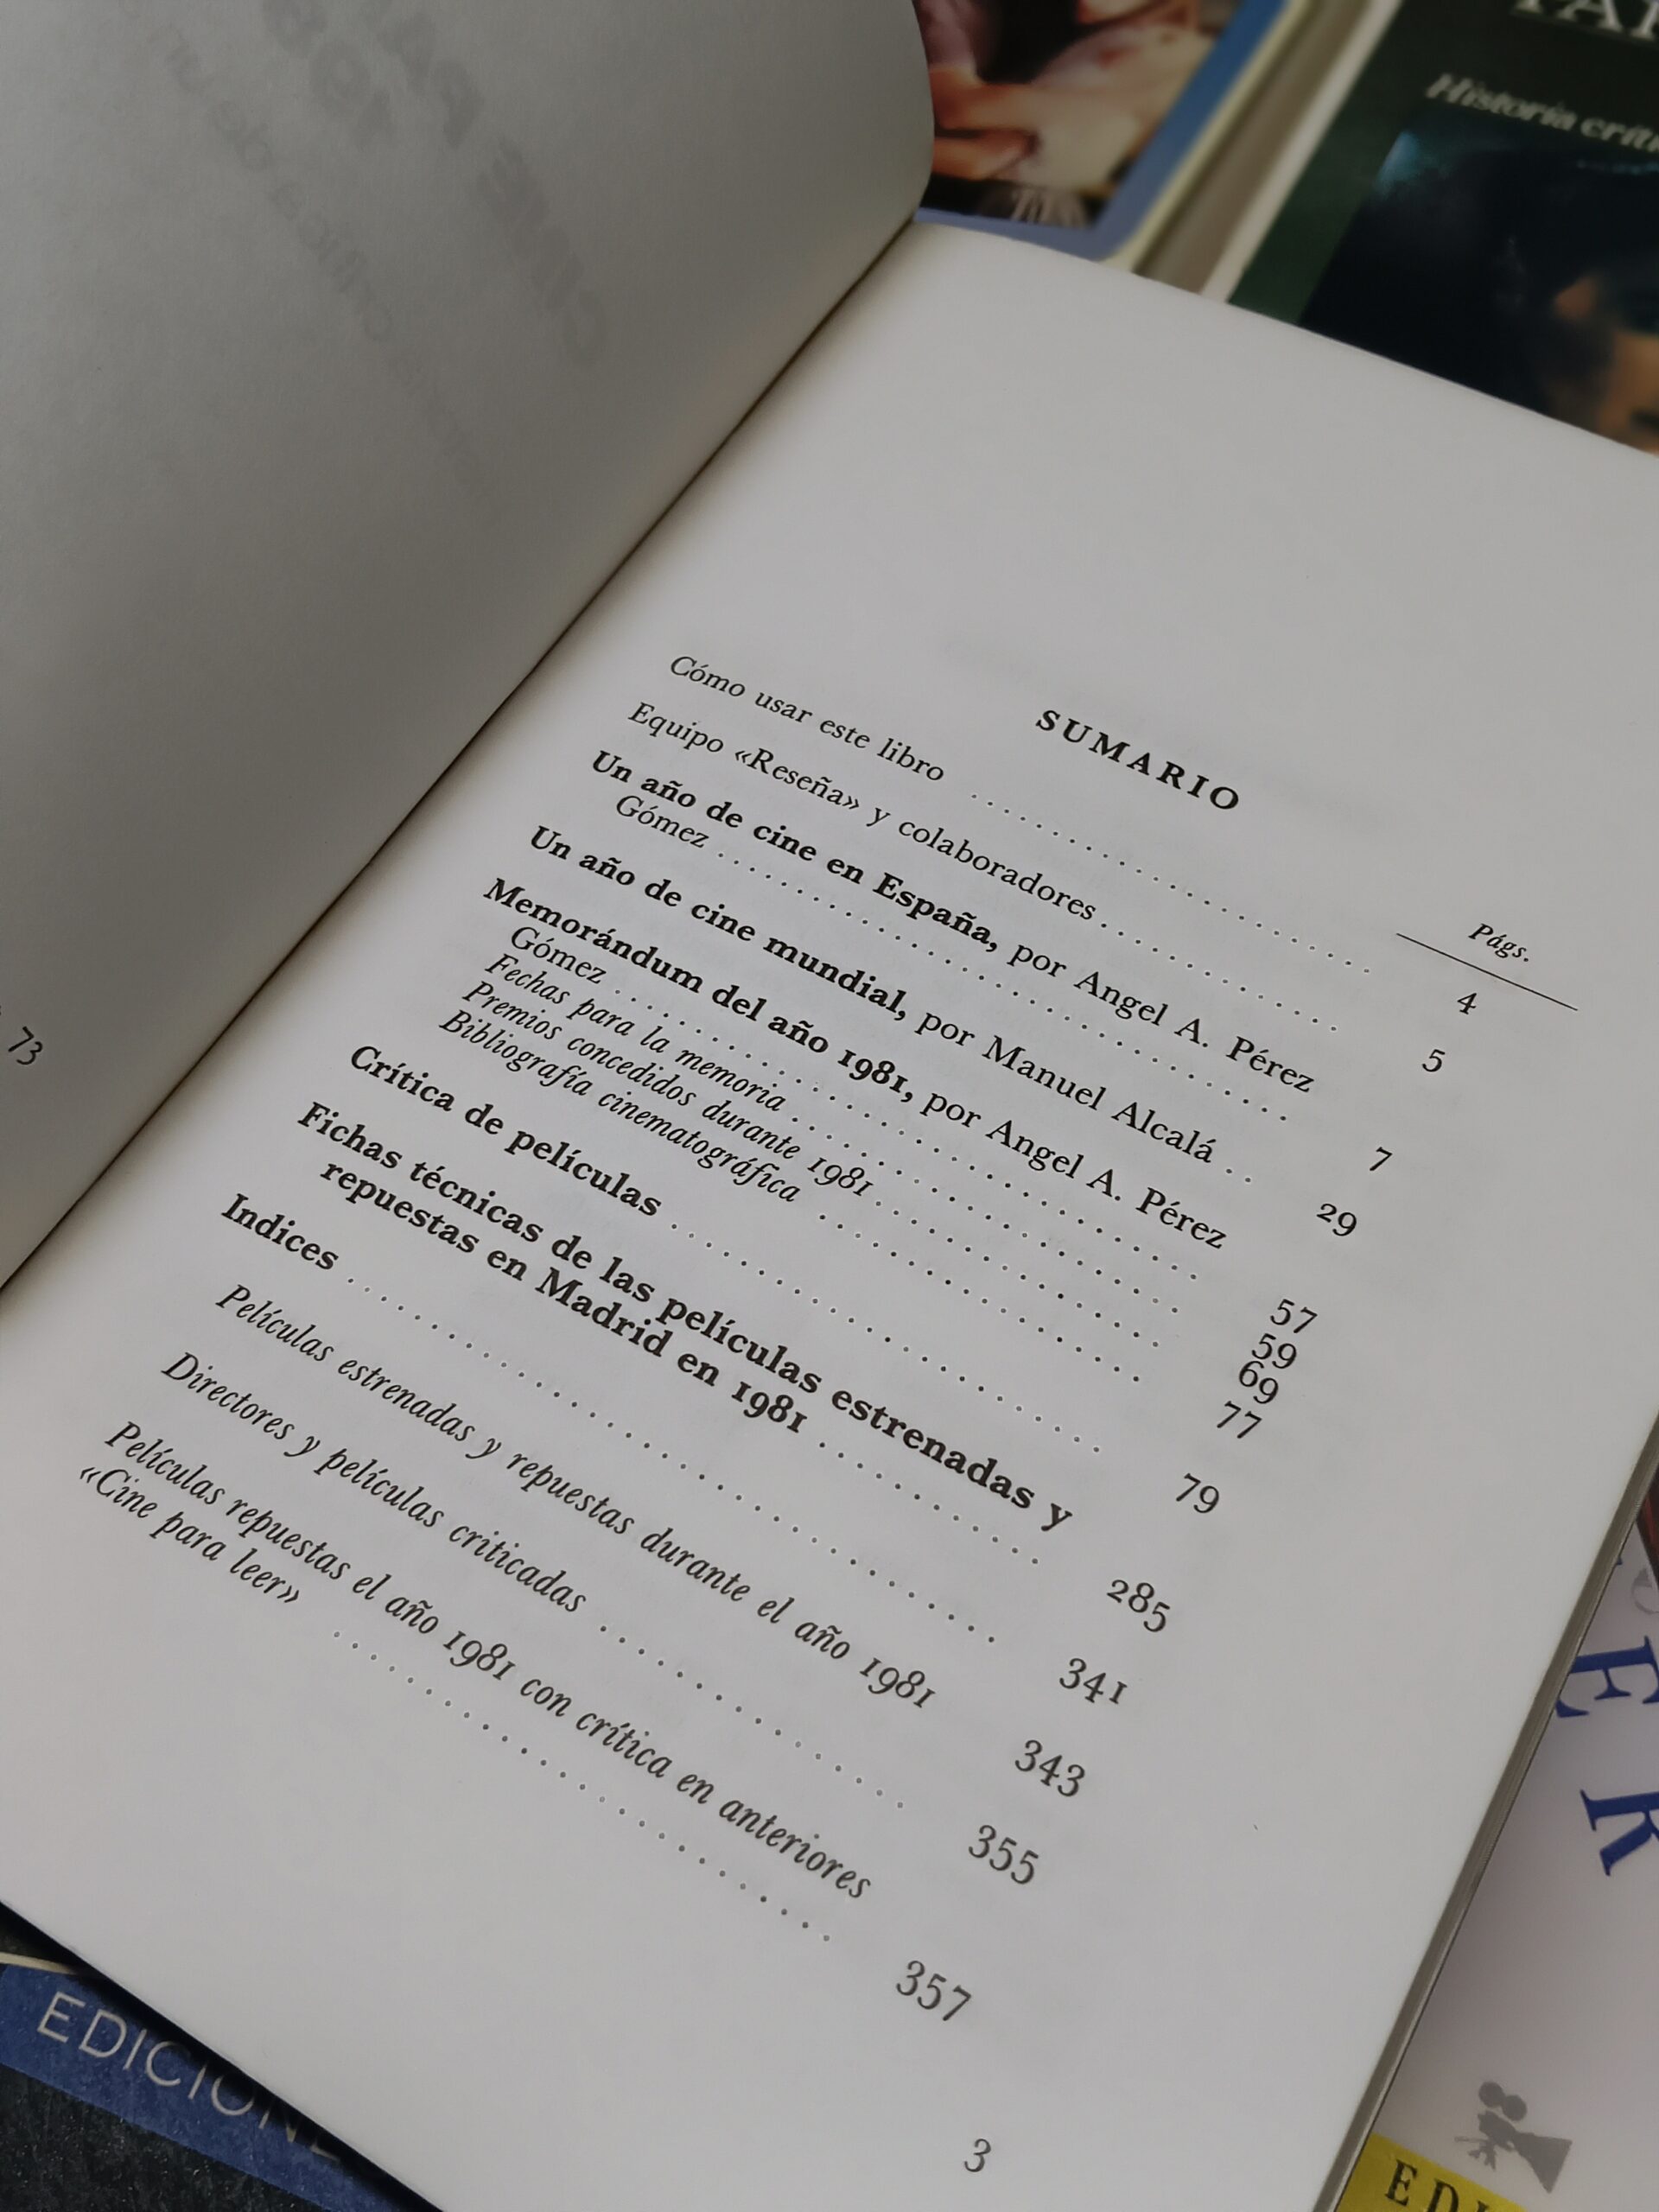 Historia
73
SUMARIO
Págs.
Cómo usar este libro ........ 4
Equipo «Reseña» y colaboradores ........ 5
Un año de cine en España, por Angel A. Pérez
Gómez ........ 7
Un año de cine mundial, por Manuel Alcalá .. 29
Memorándum del año 1981, por Angel A. Pérez
Gómez ........ 57
Fechas para la memoria ........ 59
Premios concedidos durante 1981 ........ 69
Bibliografía cinematográfica ........ 77
Crítica de películas ........ 79
Fichas técnicas de las películas estrenadas y
repuestas en Madrid en 1981 ........ 285
Indices ........ 341
Películas estrenadas y repuestas durante el año 1981 343
Directores y películas criticadas ........ 355
Películas repuestas el año 1981 con crítica en anteriores
«Cine para leer» ........ 357
3
E
R